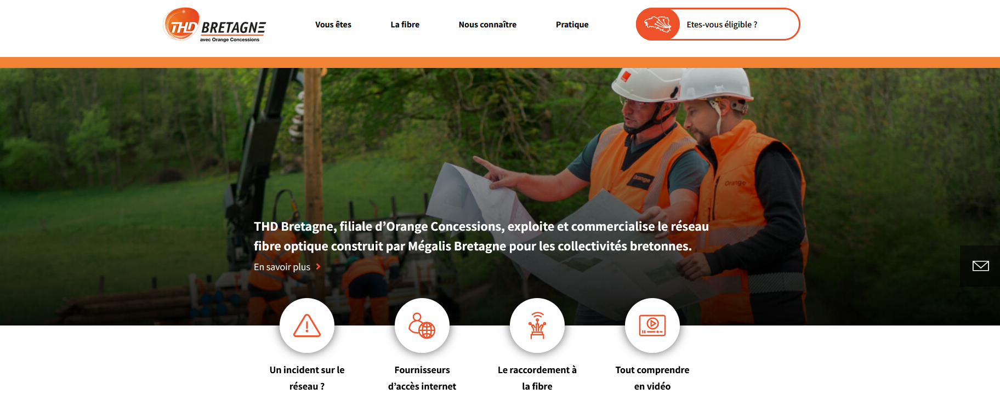 THD BRETAGNE
avec Orange Concessions
Vous êtes
La fibre
Nous connaître
Pratique
Etes-vous éligible ?
Orange
Orange
THD Bretagne, filiale d’Orange Concessions, exploite et commercialise le réseau
fibre optique construit par Mégalis Bretagne pour les collectivités bretonnes.
En savoir plus
Un incident sur le
réseau ?
Fournisseurs
d’accès internet
Le raccordement à
la fibre
Tout comprendre
en vidéo